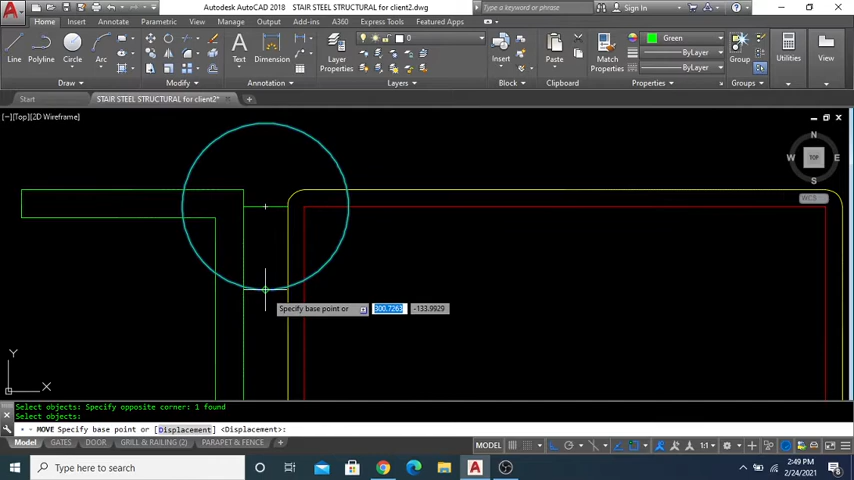 Autodesk AutoCAD 2018 STAIR STEEL STRUCTURAL for client2.dwg
Type a keyword or phrase
Sign In
Home Insert Annotate Parametric View Manage Output Add-ins A360 Express Tools Featured Apps
Line Polyline Circle Arc
Text Dimension
Layer Properties
0
Insert
Paste
Match Properties
Green
ByLayer
ByLayer
Group
Utilities
View
Draw Modify Annotation Layers Block Clipboard Properties Groups
Start STAIR STEEL STRUCTURAL for client2*
[−][Top][2D Wireframe]
N
W TOP E
S
WCS
Specify base point or 300.7263 -133.9929
Y
X
Select objects: Specify opposite corner: 1 found
Select objects:
MOVE Specify base point or [Displacement] <Displacement>:
Model GATES DOOR GRILL & RAILING (2) PARAPET & FENCE
MODEL 1:1
Type here to search
2:49 PM
2/24/2021